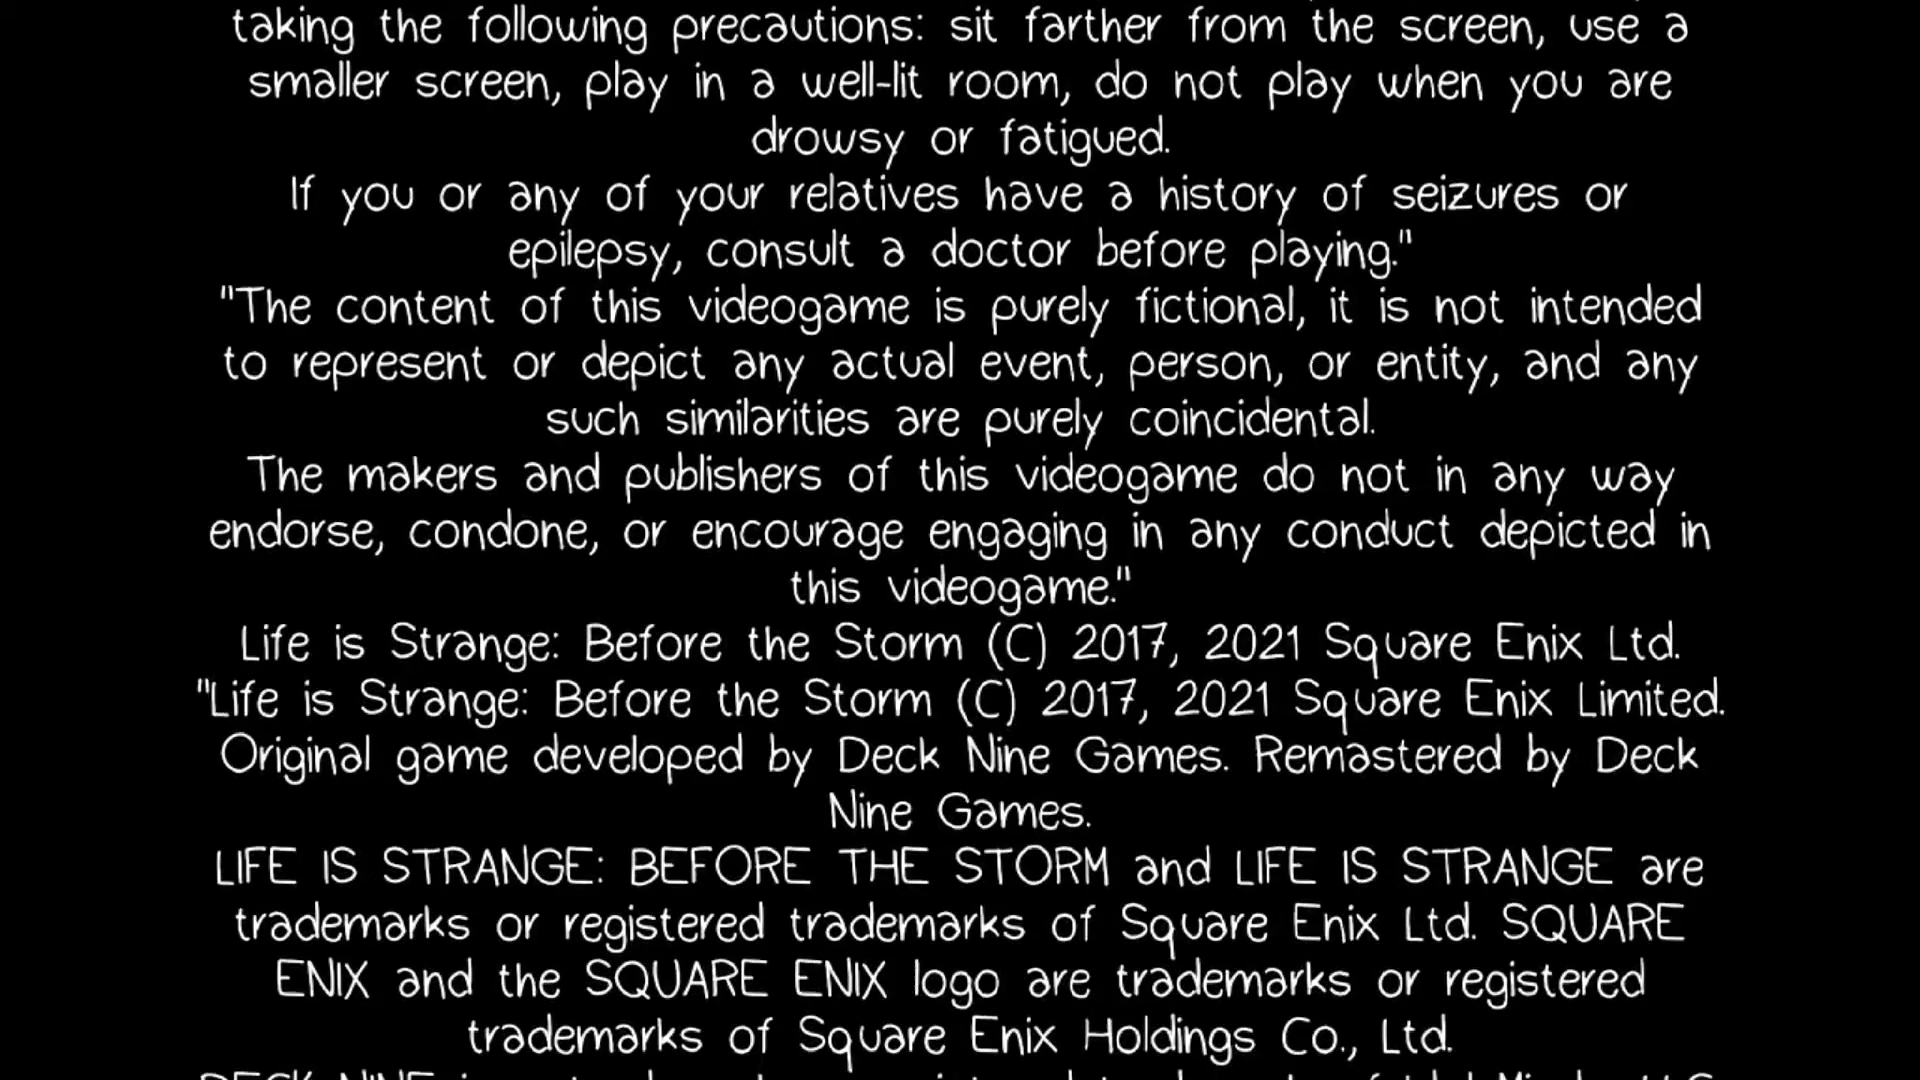 taking the following precautions: sit farther from the screen, use a
smaller screen, play in a well-lit room, do not play when you are
drowsy or fatigued.
If you or any of your relatives have a history of seizures or
epilepsy, consult a doctor before playing."
"The content of this videogame is purely fictional, it is not intended
to represent or depict any actual event, person, or entity, and any
such similarities are purely coincidental.
The makers and publishers of this videogame do not in any way
endorse, condone, or encourage engaging in any conduct depicted in
this videogame."
Life is Strange: Before the Storm (C) 2017, 2021 Square Enix Ltd.
"Life is Strange: Before the Storm (C) 2017, 2021 Square Enix Limited.
Original game developed by Deck Nine Games. Remastered by Deck
Nine Games.
LIFE IS STRANGE: BEFORE THE STORM and LIFE IS STRANGE are
trademarks or registered trademarks of Square Enix Ltd. SQUARE
ENIX and the SQUARE ENIX logo are trademarks or registered
trademarks of Square Enix Holdings Co., Ltd.
DECK NINE